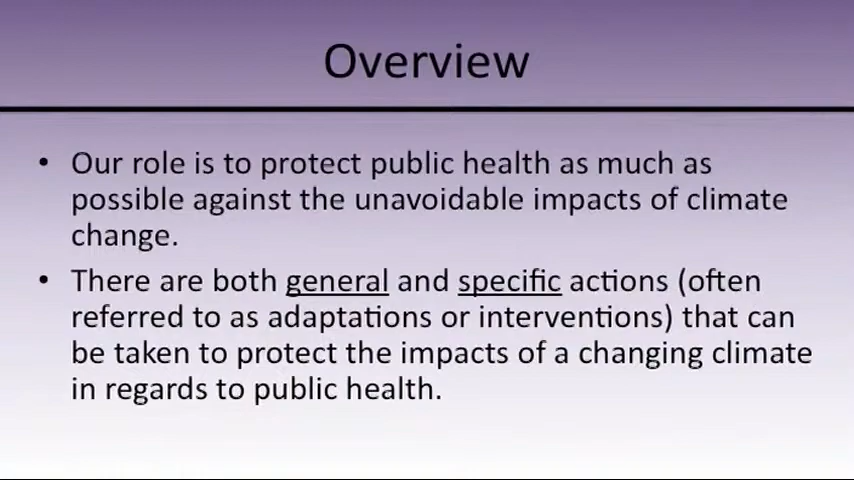 Overview
• Our role is to protect public health as much as
possible against the unavoidable impacts of climate
change.
• There are both general and specific actions (often
referred to as adaptations or interventions) that can
be taken to protect the impacts of a changing climate
in regards to public health.